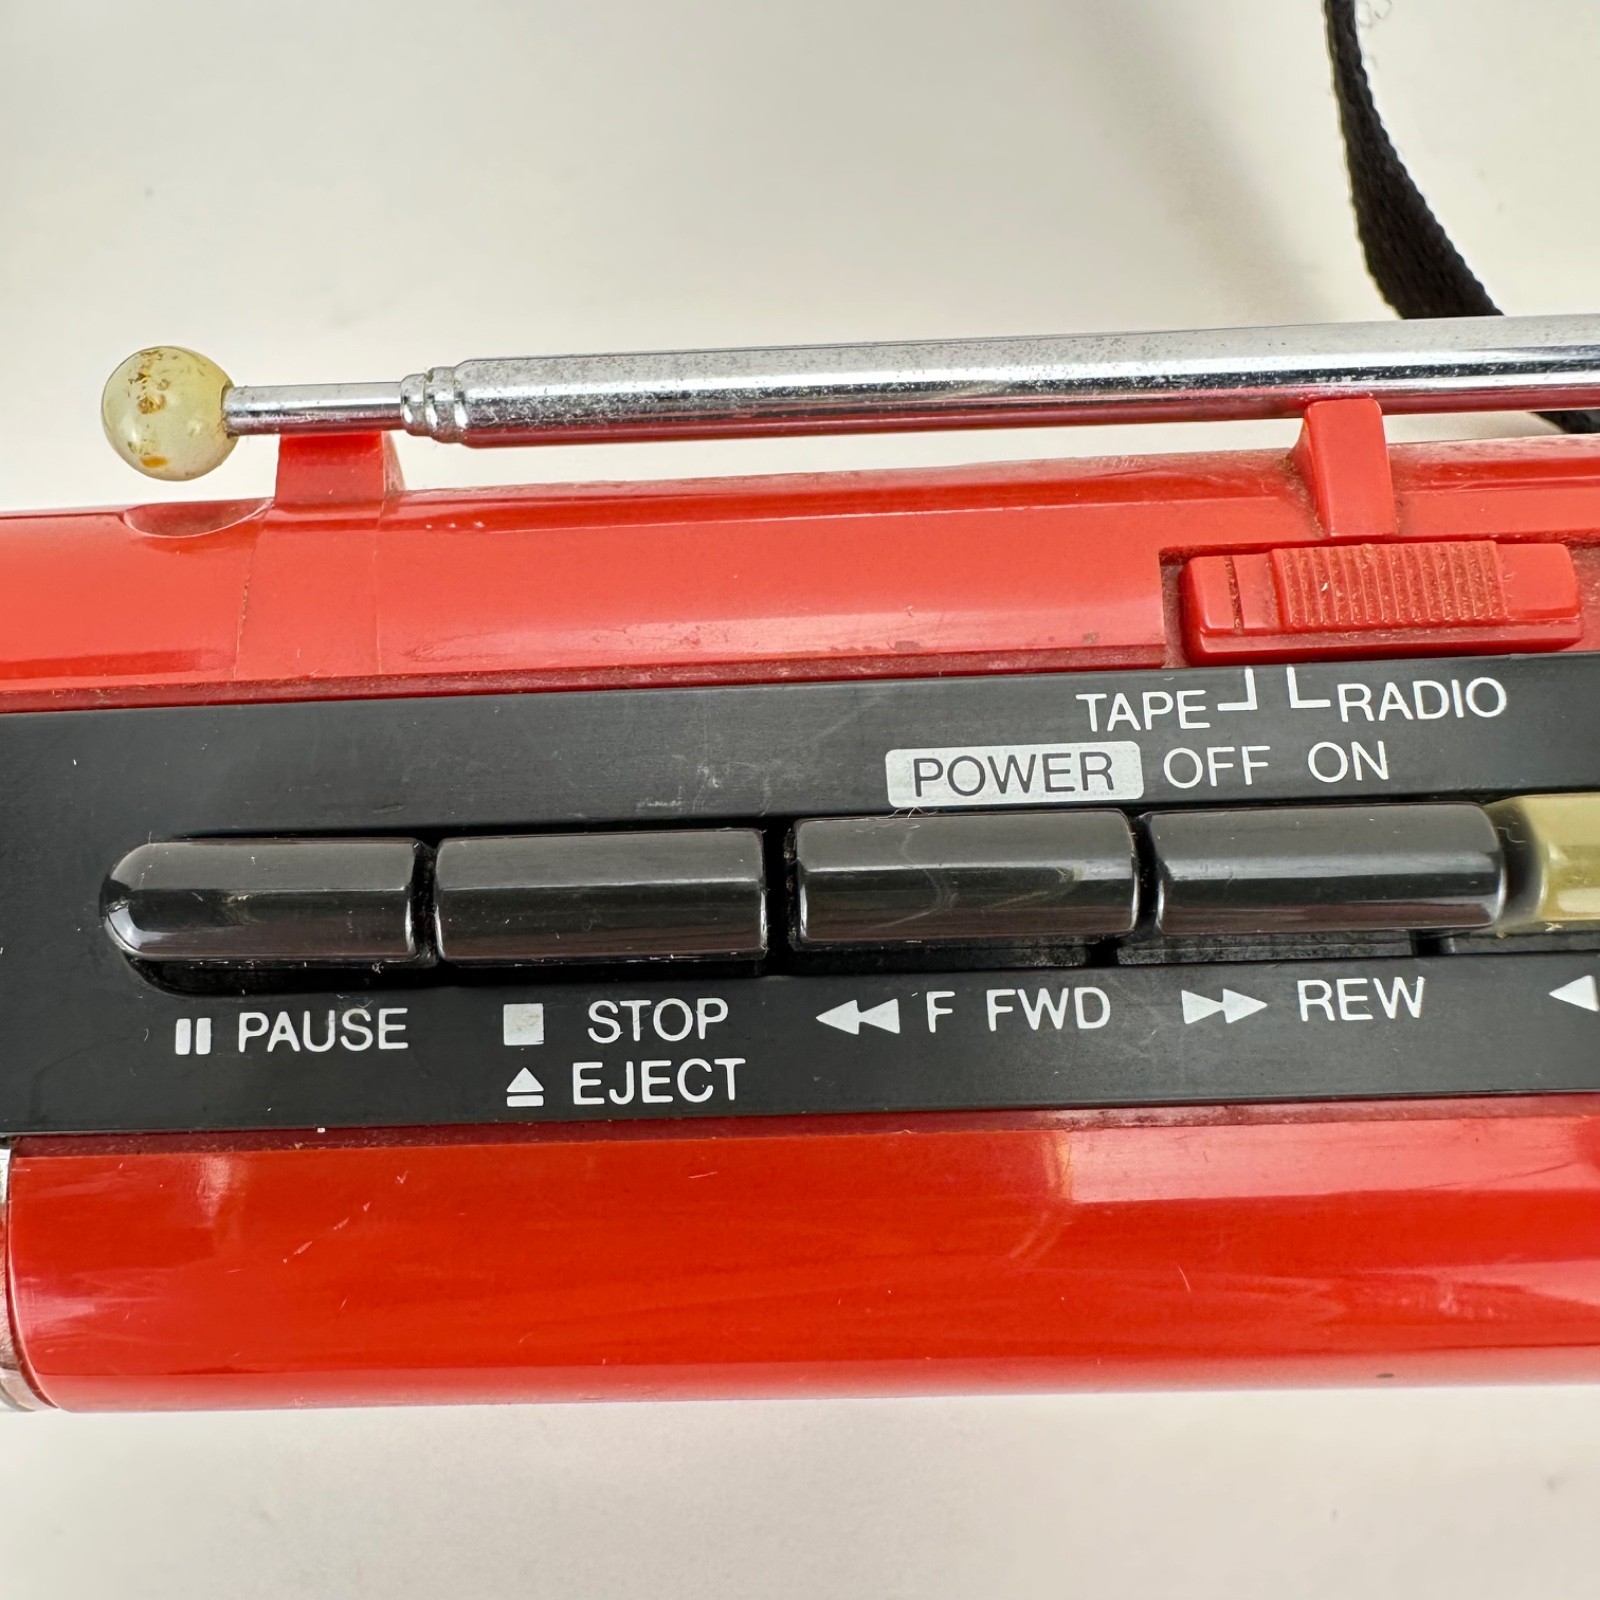 TAPE RADIO
POWER OFF ON
PAUSE STOP F FWD REW
EJECT